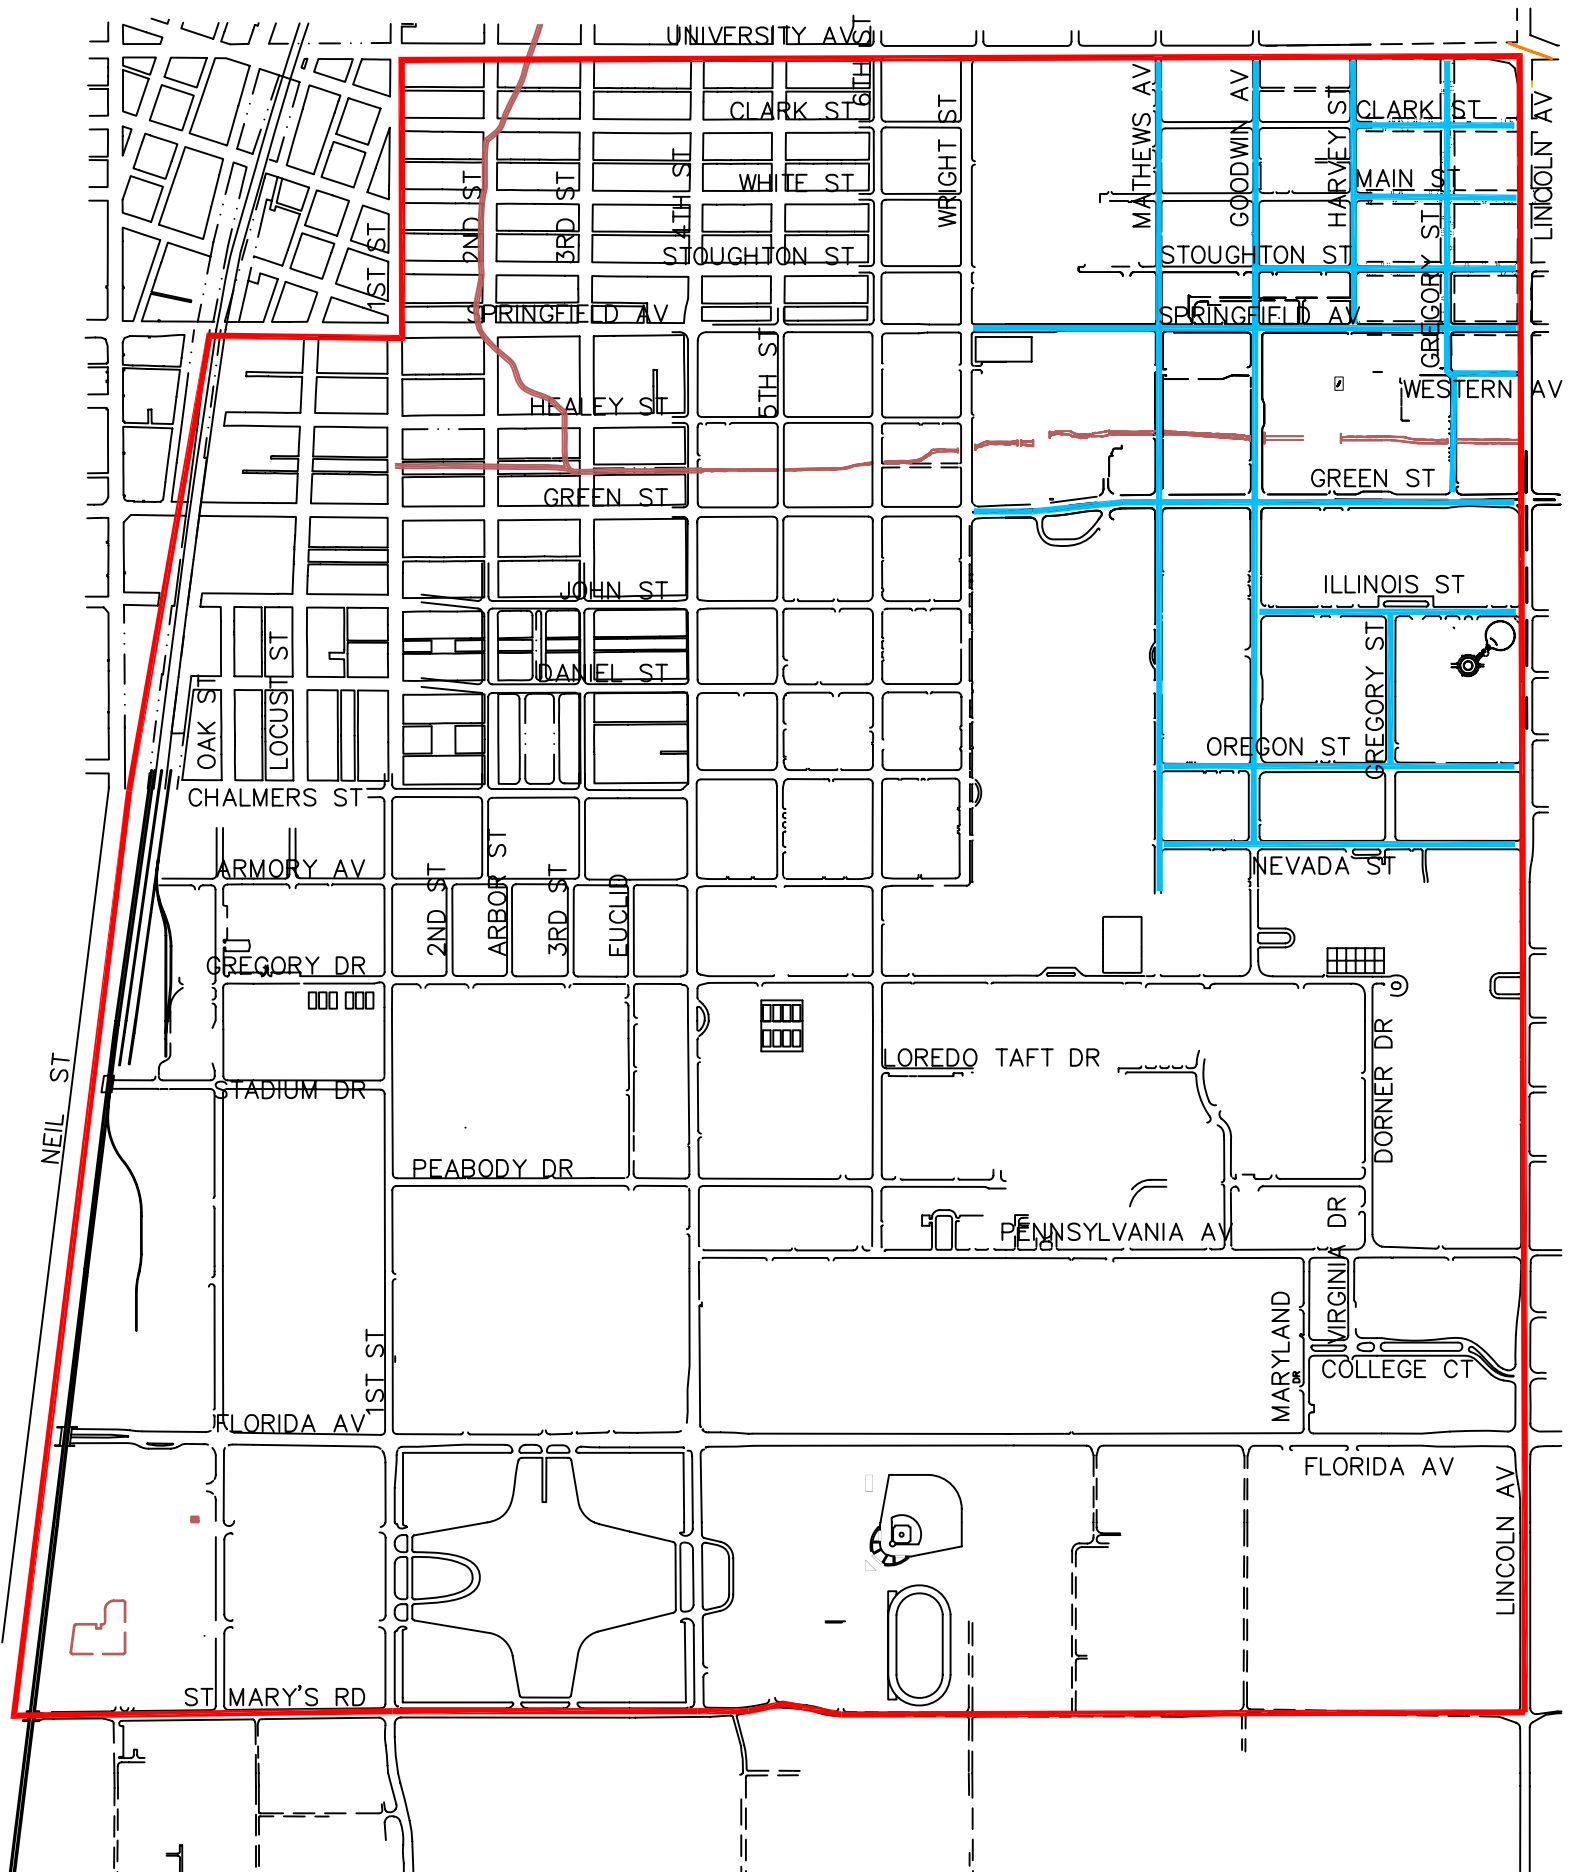 UNIVERSITY AV
6TH ST
CLARK ST
CLARK ST
MATHEWS AV
GOODWIN AV
HARVEY ST
LINCOLN AV
WRIGHT ST
WHITE ST
MAIN ST
4TH ST
2ND ST
3RD ST
1ST ST
STOUGHTON ST
STOUGHTON ST
GREGORY ST
SPRINGFIELD AV
SPRINGFIELD AV
5TH ST
HEALEY ST
WESTERN AV
GREEN ST
GREEN ST
JOHN ST
ILLINOIS ST
DANIEL ST
OAK ST
LOCUST ST
GREGORY ST
OREGON ST
CHALMERS ST
ARMORY AV
NEVADA ST
2ND ST
ARBOR ST
3RD ST
EUCLID
GREGORY DR
LOREDO TAFT DR
DORNER DR
STADIUM DR
NEIL ST
PEABODY DR
PENNSYLVANIA AV
VIRGINIA DR
MARYLAND
DR
COLLEGE CT
1ST ST
FLORIDA AV
FLORIDA AV
LINCOLN AV
ST MARY'S RD